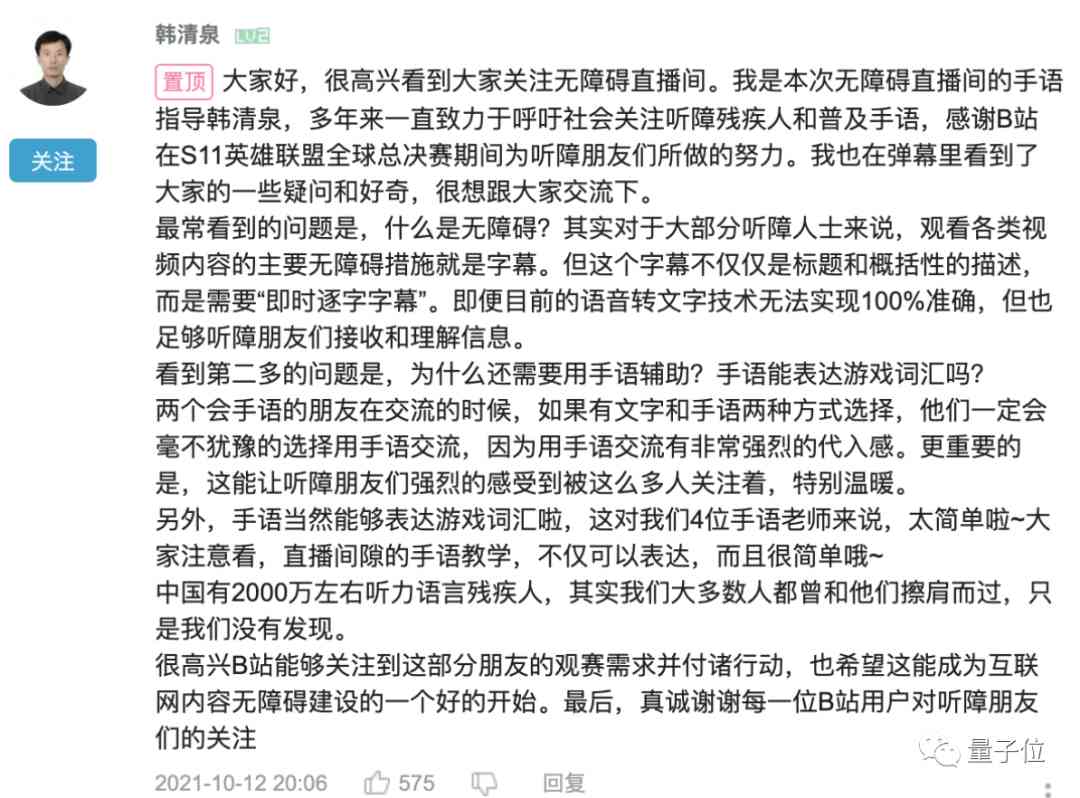 韩清泉 LV2
置顶 大家好，很高兴看到大家关注无障碍直播间。我是本次无障碍直播间的手语
指导韩清泉，多年来一直致力于呼吁社会关注听障残疾人和普及手语，感谢B站
关注
在S11英雄联盟全球总决赛期间为听障朋友们所做的努力。我也在弹幕里看到了
大家的一些疑问和好奇，很想跟大家交流下。
最常看到的问题是，什么是无障碍？其实对于大部分听障人士来说，观看各类视
频内容的主要无障碍措施就是字幕。但这个字幕不仅仅是标题和概括性的描述，
而是需要“即时逐字字幕”。即便目前的语音转文字技术无法实现100%准确，但也
足够听障朋友们接收和理解信息。
看到第二多的问题是，为什么还需要用手语辅助？手语能表达游戏词汇吗？
两个会手语的朋友在交流的时候，如果有文字和手语两种方式选择，他们一定会
毫不犹豫的选择用手语交流，因为用手语交流有非常强烈的代入感。更重要的
是，这能让听障朋友们强烈的感受到被这么多人关注着，特别温暖。
另外，手语当然能够表达游戏词汇啦，这对我们4位手语老师来说，太简单啦~大
家注意看，直播间隙的手语教学，不仅可以表达，而且很简单哦~
中国有2000万左右听力语言残疾人，其实我们大多数人都曾和他们擦肩而过，只
是我们没有发现。
很高兴B站能够关注到这部分朋友的观赛需求并付诸行动，也希望这能成为互联
网内容无障碍建设的一个好的开始。最后，真诚谢谢每一位B站用户对听障朋友
们的关注
量子位
2021-10-12 20:06 575 回复